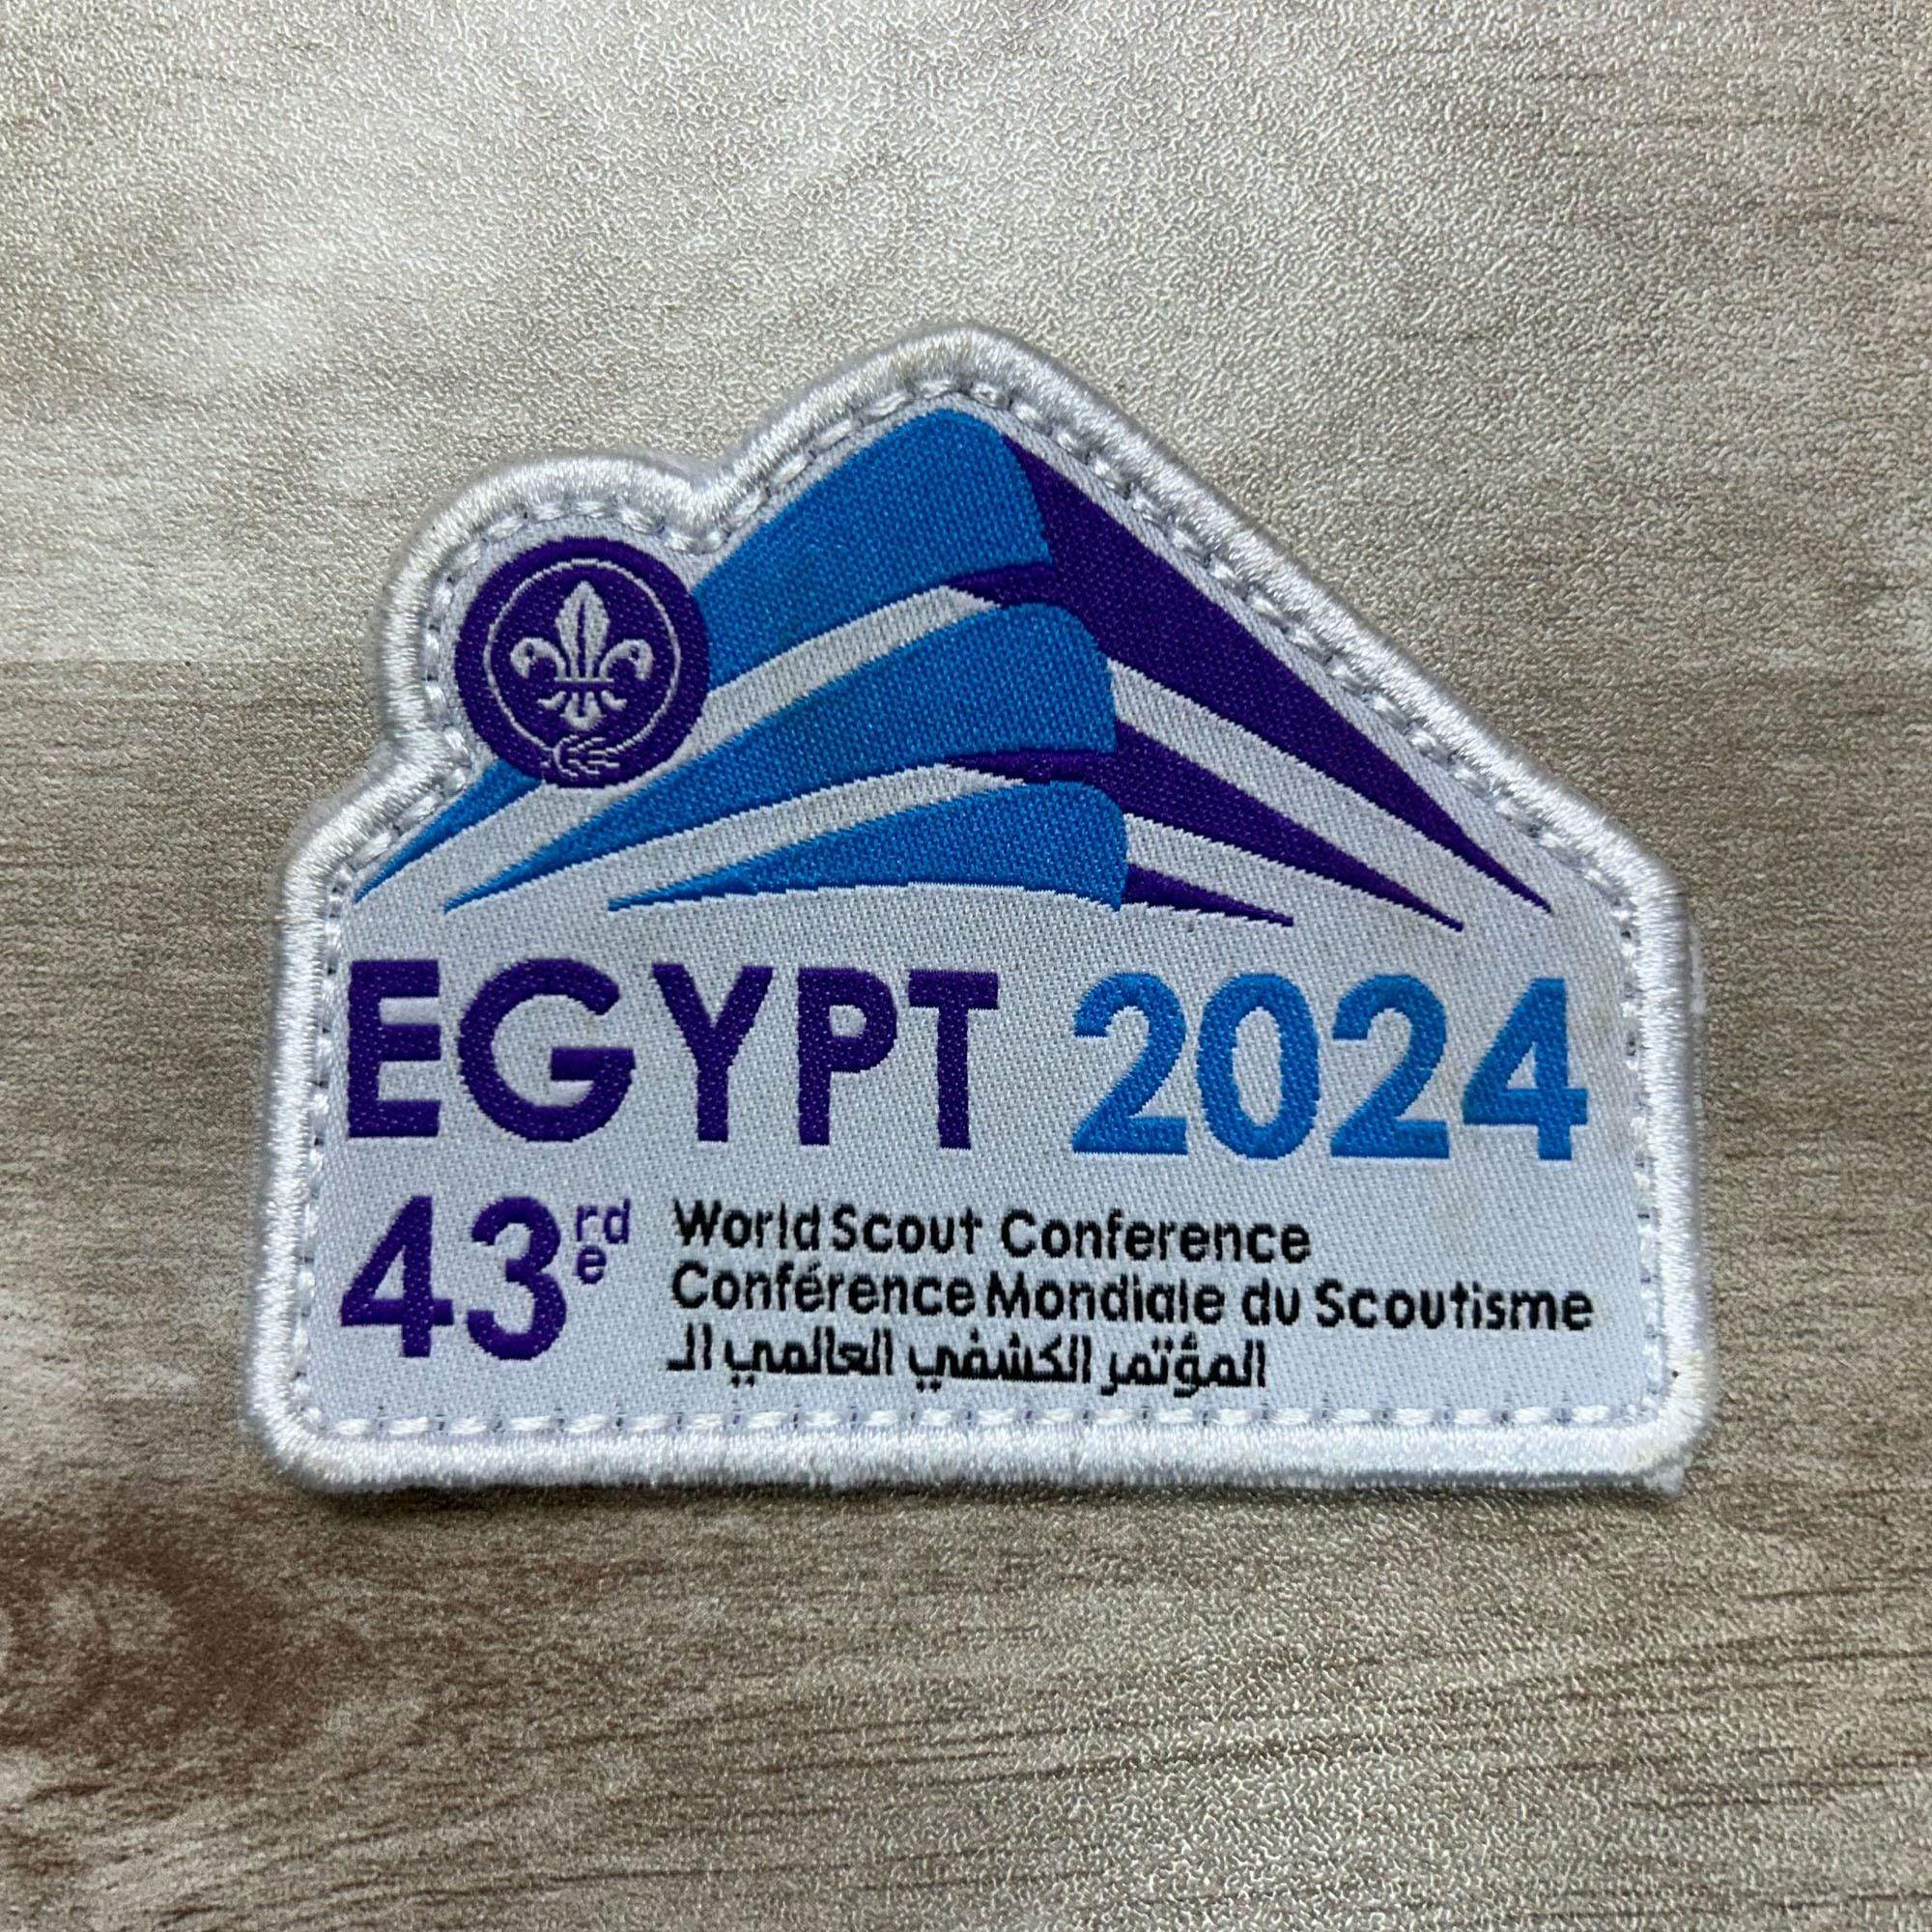 EGYPT 2024
43rd e
World Scout Conference
Conférence Mondiale du Scoutisme
المؤتمر الكشفي العالمي الـ